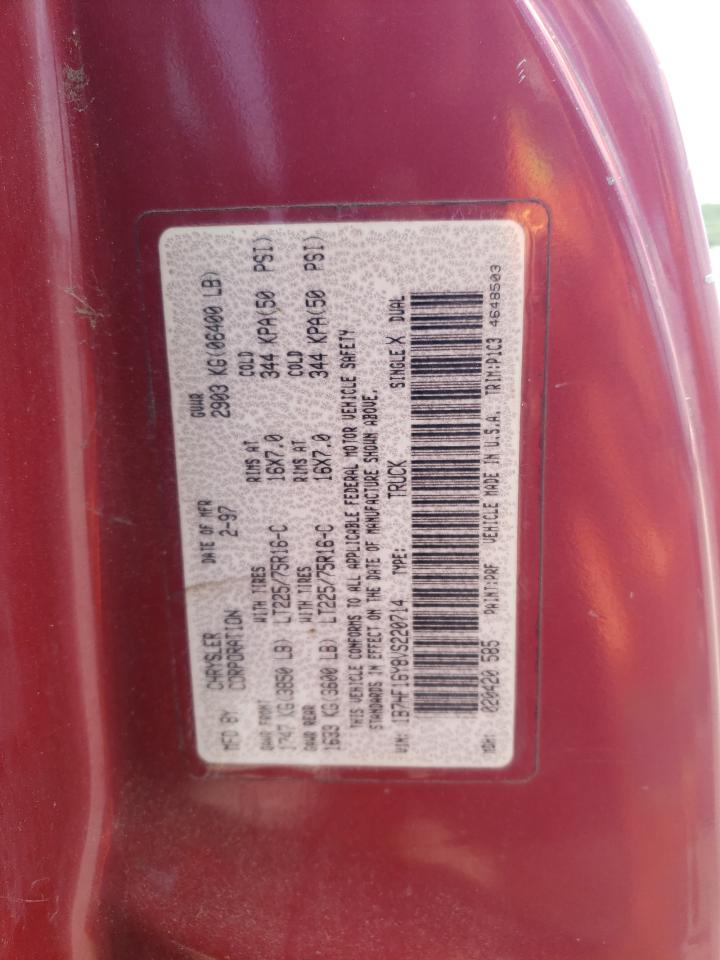 MFD BY CHRYSLER CORPORATION DATE OF MFR 2-97 GVWR 2903 KG(06400 LB)
GAWR FRONT WITH TIRES RIMS AT COLD
1747 KG(3850 LB) LT225/75R16-C 16X7.0 344 KPA(50 PSI)
GAWR REAR WITH TIRES RIMS AT COLD
1633 KG(3600 LB) LT225/75R16-C 16X7.0 344 KPA(50 PSI)
THIS VEHICLE CONFORMS TO ALL APPLICABLE FEDERAL MOTOR VEHICLE SAFETY
STANDARDS IN EFFECT ON THE DATE OF MANUFACTURE SHOWN ABOVE.
VIN: 1B7HF16Y8VS220714 TYPE: TRUCK SINGLE X DUAL
MDH: 020420 585 PAINT:PRF VEHICLE MADE IN U.S.A. TRIM:P1C3 4648503